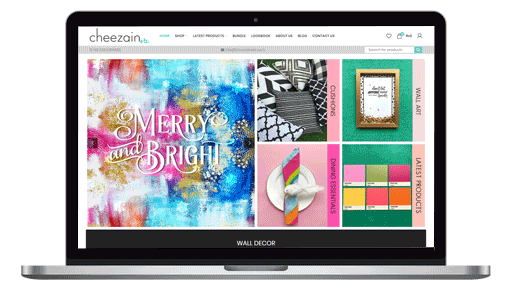 cheezain
HOME SHOP LATEST PRODUCTS BUNDLE LOOKBOOK ABOUT US BLOG CONTACT US
Search for products
MERRY
and
BRIGHT
CUSHIONS
WALL ART
DINING ESSENTIALS
LATEST PRODUCTS
WALL DECOR